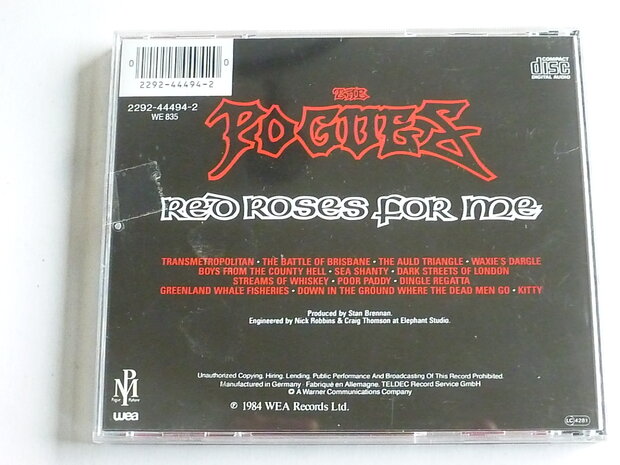 0 0
2292-44494-2
2292-44494-2
WE 835
COMPACT
disc
DIGITAL AUDIO
THE
POGUES
RED ROSES FOR ME
TRANSMETROPOLITAN · THE BATTLE OF BRISBANE · THE AULD TRIANGLE · WAXIE'S DARGLE
BOYS FROM THE COUNTY HELL · SEA SHANTY · DARK STREETS OF LONDON
STREAMS OF WHISKEY · POOR PADDY · DINGLE REGATTA
GREENLAND WHALE FISHERIES · DOWN IN THE GROUND WHERE THE DEAD MEN GO · KITTY
Produced by Stan Brennan.
Engineered by Nick Robbins & Craig Thomson at Elephant Studio.
Unauthorized Copying, Hiring, Lending, Public Performance And Broadcasting Of This Record Prohibited.
Manufactured in Germany · Fabriqué en Allemagne. TELDEC Record Service GmbH
© A Warner Communications Company
℗ 1984 WEA Records Ltd.
PM
wea
LC 4281